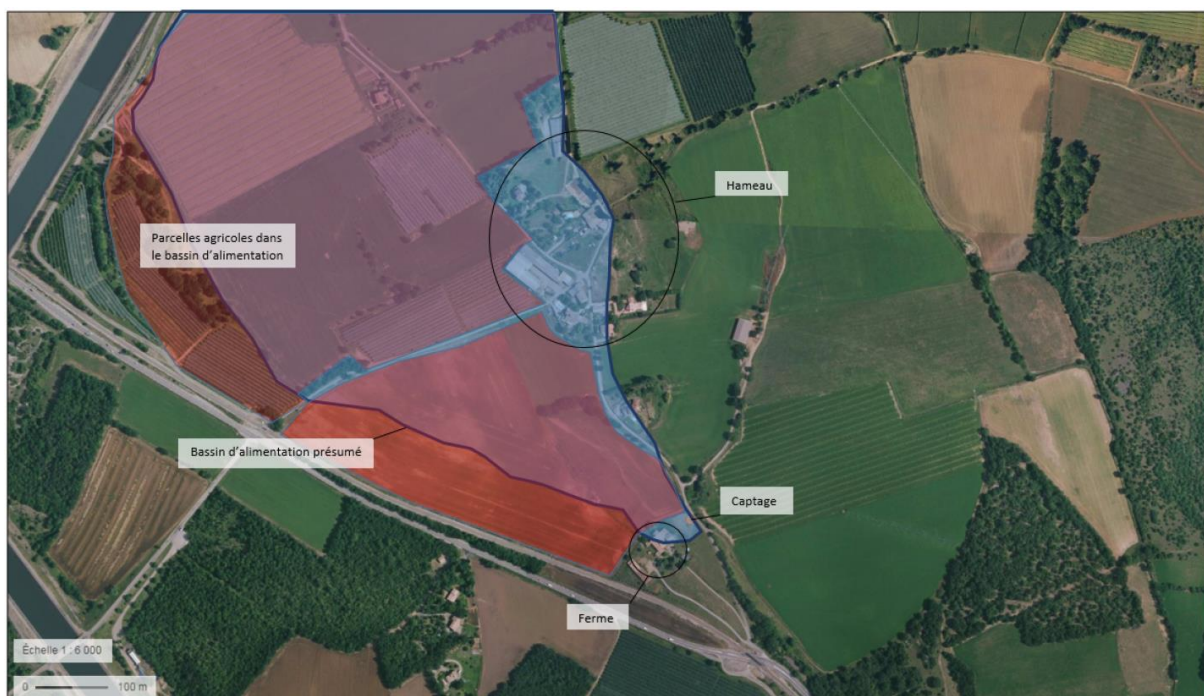 Hameau
Parcelles agricoles dans
le bassin d’alimentation
Bassin d’alimentation présumé
Captage
Ferme
Échelle 1 : 6 000
0
100 m